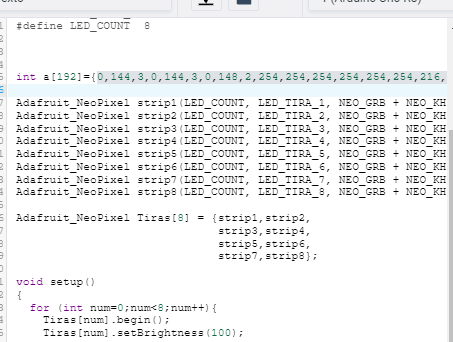 #define LED_COUNT  8
int a[192]={0,144,3,0,144,3,0,148,2,254,254,254,254,254,254,216,
Adafruit_NeoPixel strip1(LED_COUNT, LED_TIRA_1, NEO_GRB + NEO_KH
Adafruit_NeoPixel strip2(LED_COUNT, LED_TIRA_2, NEO_GRB + NEO_KH
Adafruit_NeoPixel strip3(LED_COUNT, LED_TIRA_3, NEO_GRB + NEO_KH
Adafruit_NeoPixel strip4(LED_COUNT, LED_TIRA_4, NEO_GRB + NEO_KH
Adafruit_NeoPixel strip5(LED_COUNT, LED_TIRA_5, NEO_GRB + NEO_KH
Adafruit_NeoPixel strip6(LED_COUNT, LED_TIRA_6, NEO_GRB + NEO_KH
Adafruit_NeoPixel strip7(LED_COUNT, LED_TIRA_7, NEO_GRB + NEO_KH
Adafruit_NeoPixel strip8(LED_COUNT, LED_TIRA_8, NEO_GRB + NEO_KH
Adafruit_NeoPixel Tiras[8] = {strip1,strip2,
strip3,strip4,
strip5,strip6,
strip7,strip8};
void setup()
{
for (int num=0;num<8;num++){
Tiras[num].begin();
Tiras[num].setBrightness(100);